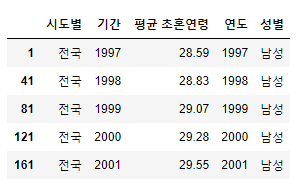 시도별 기간 평균 초혼연령 연도 성별
1 전국 1997 28.59 1997 남성
41 전국 1998 28.83 1998 남성
81 전국 1999 29.07 1999 남성
121 전국 2000 29.28 2000 남성
161 전국 2001 29.55 2001 남성